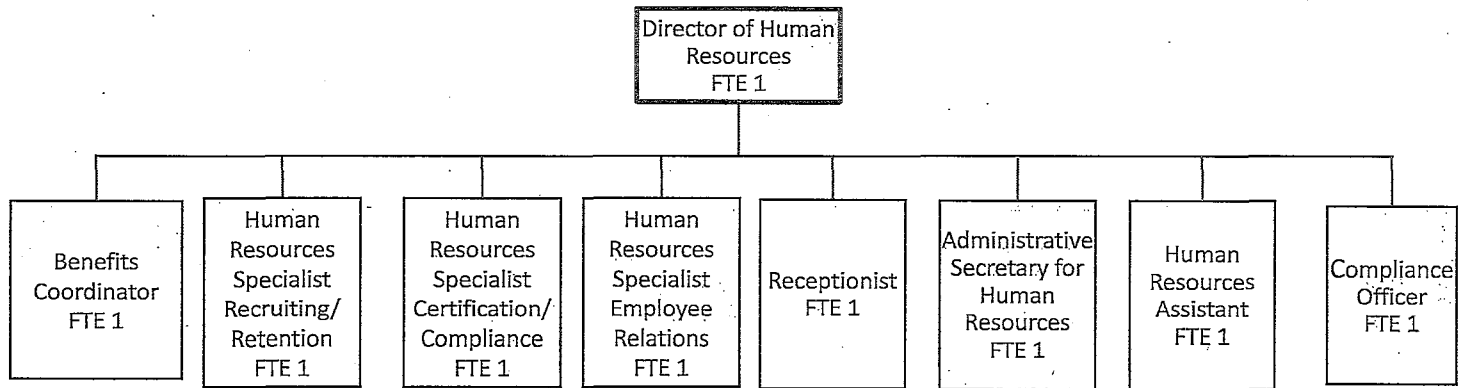 Director of Human
Resources
FTE 1
Benefits
Coordinator
FTE 1
Human
Resources
Specialist
Recruiting/
Retention
FTE 1
Human
Resources
Specialist
Certification/
Compliance
FTE 1
Human
Resources
Specialist
Employee
Relations
FTE 1
Receptionist
FTE 1
Administrative
Secretary for
Human
Resources
FTE 1
Human
Resources
Assistant
FTE 1
Compliance
Officer
FTE 1